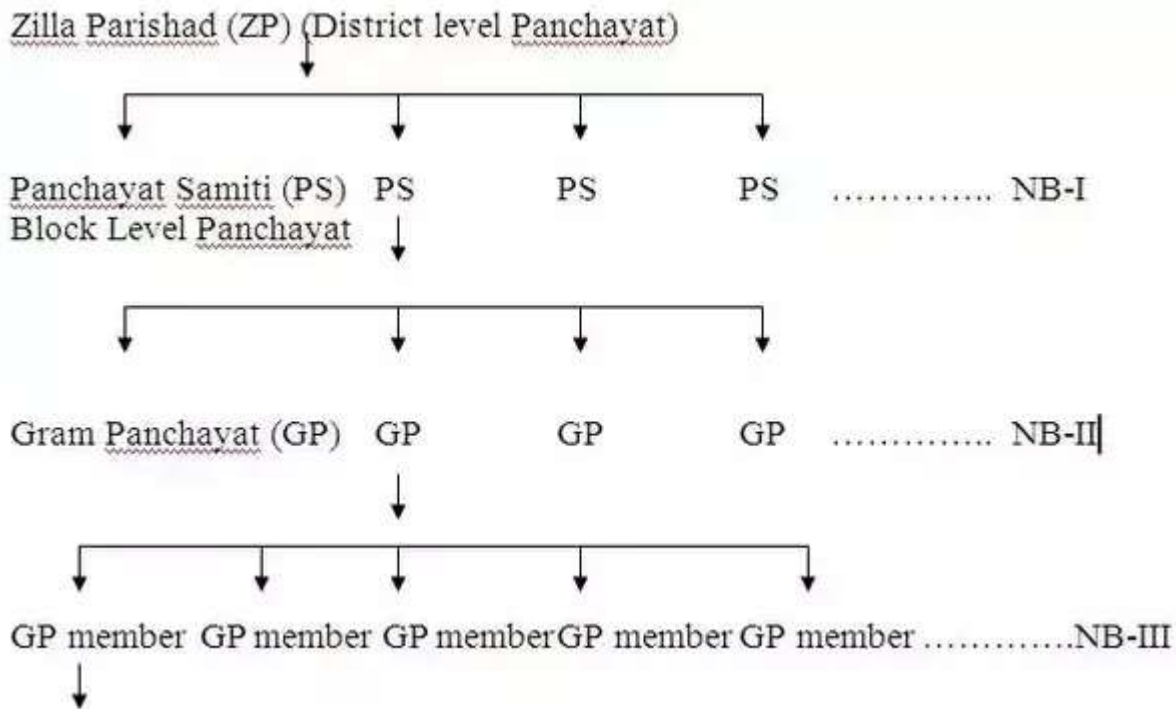 Zilla Parishad (ZP) (District level Panchayat)
Panchayat Samiti (PS) PS PS PS .............. NB-I
Block Level Panchayat
Gram Panchayat (GP) GP GP GP .............. NB-II
GP member GP member GP member GP member GP member .............NB-III